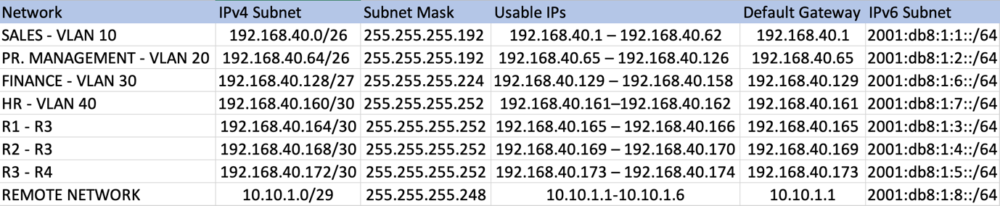 Network IPv4 Subnet Subnet Mask Usable IPs Default Gateway IPv6 Subnet
SALES - VLAN 10 192.168.40.0/26 255.255.255.192 192.168.40.1 – 192.168.40.62 192.168.40.1 2001:db8:1:1::/64
PR. MANAGEMENT - VLAN 20 192.168.40.64/26 255.255.255.192 192.168.40.65 – 192.168.40.126 192.168.40.65 2001:db8:1:2::/64
FINANCE - VLAN 30 192.168.40.128/27 255.255.255.224 192.168.40.129 – 192.168.40.158 192.168.40.129 2001:db8:1:6::/64
HR - VLAN 40 192.168.40.160/30 255.255.255.252 192.168.40.161–192.168.40.162 192.168.40.161 2001:db8:1:7::/64
R1 - R3 192.168.40.164/30 255.255.255.252 192.168.40.165 – 192.168.40.166 192.168.40.165 2001:db8:1:3::/64
R2 - R3 192.168.40.168/30 255.255.255.252 192.168.40.169 – 192.168.40.170 192.168.40.169 2001:db8:1:4::/64
R3 - R4 192.168.40.172/30 255.255.255.252 192.168.40.173 – 192.168.40.174 192.168.40.173 2001:db8:1:5::/64
REMOTE NETWORK 10.10.1.0/29 255.255.255.248 10.10.1.1-10.10.1.6 10.10.1.1 2001:db8:1:8::/64